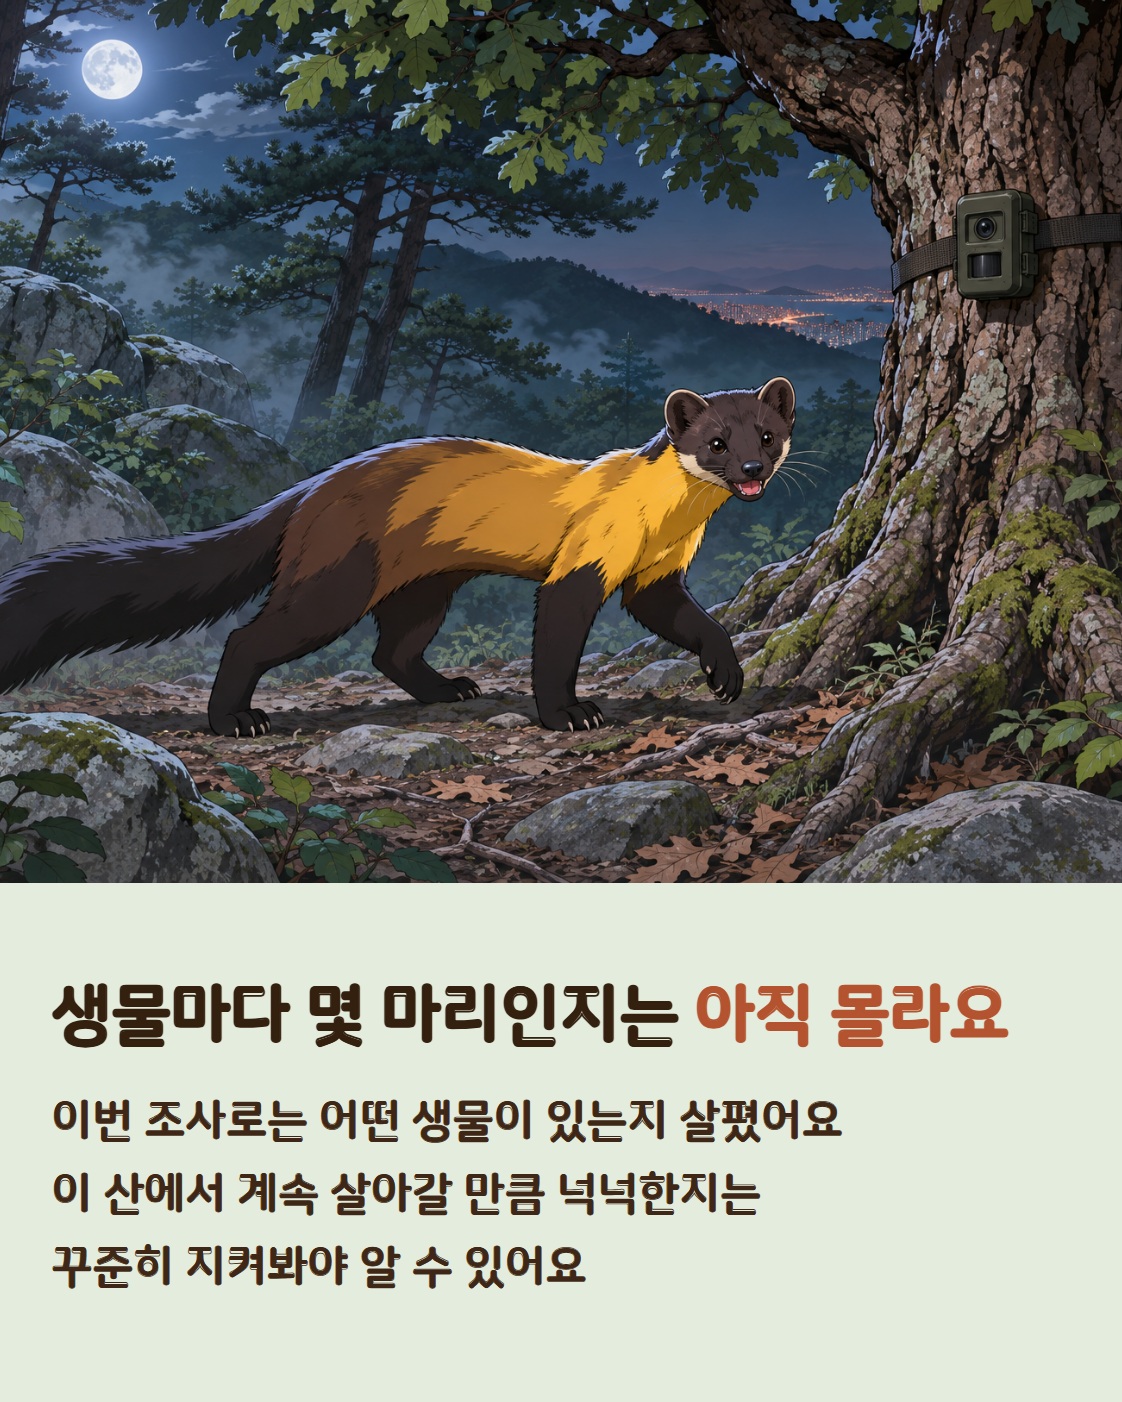 생물마다 몇 마리인지는 아직 몰라요
이번 조사로는 어떤 생물이 있는지 살폈어요
이 산에서 계속 살아갈 만큼 넉넉한지는
꾸준히 지켜봐야 알 수 있어요